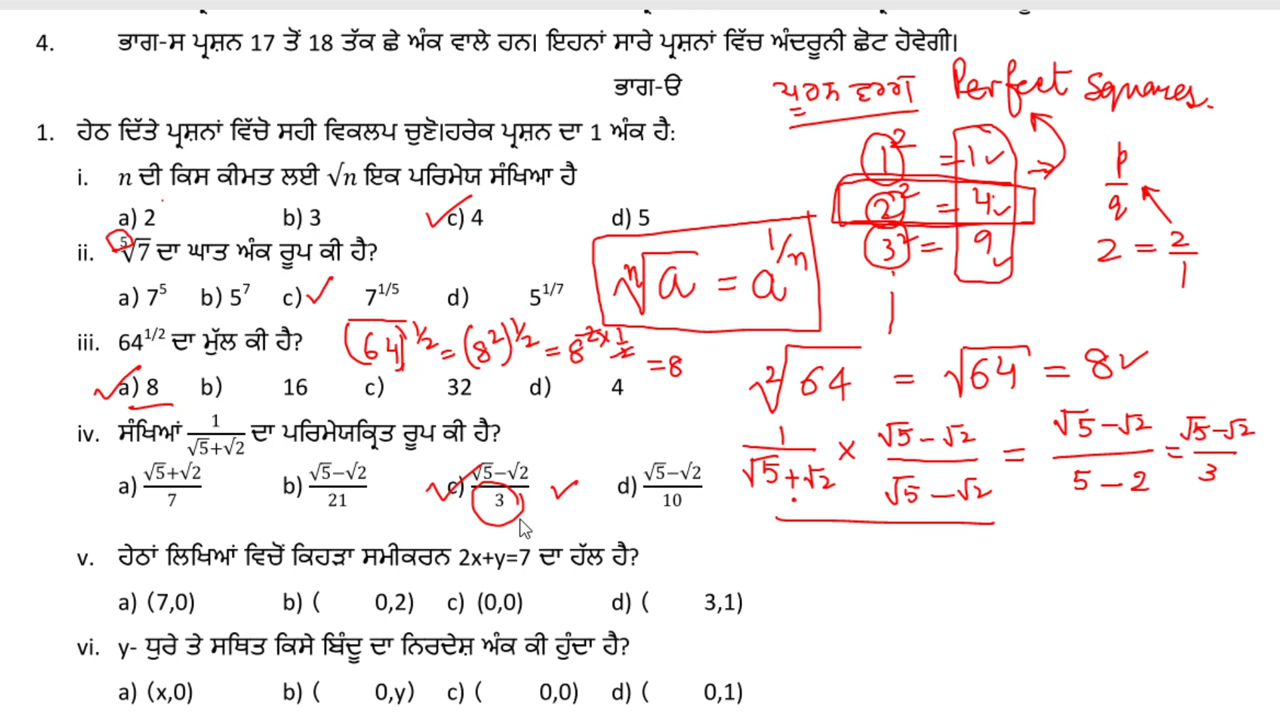 4. ਭਾਗ-ਸ ਪ੍ਰਸ਼ਨ 17 ਤੋਂ 18 ਤੱਕ ਛੇ ਅੰਕ ਵਾਲੇ ਹਨ। ਇਹਨਾਂ ਸਾਰੇ ਪ੍ਰਸ਼ਨਾਂ ਵਿੱਚ ਅੰਦਰੂਨੀ ਛੋਟ ਹੋਵੇਗੀ।
ਭਾਗ-ੳ
ਪੂਰਨ ਵਰਗ Perfect Squares.
1. ਹੇਠ ਦਿੱਤੇ ਪ੍ਰਸ਼ਨਾਂ ਵਿੱਚੋ ਸਹੀ ਵਿਕਲਪ ਚੁਣੋ।ਹਰੇਕ ਪ੍ਰਸ਼ਨ ਦਾ 1 ਅੰਕ ਹੈ:
1² = 1
i. n ਦੀ ਕਿਸ ਕੀਮਤ ਲਈ √n ਇਕ ਪਰਿਮੇਯ ਸੰਖਿਆ ਹੈ
2² = 4
p/q
a) 2 b) 3 c) 4 d) 5
3² = 9
2 = 2/1
ii. ⁵√7 ਦਾ ਘਾਤ ਅੰਕ ਰੂਪ ਕੀ ਹੈ?
ⁿ√a = a^1/n
a) 7⁵ b) 5⁷ c) 7^1/5 d) 5^1/7
iii. 64^1/2 ਦਾ ਮੁੱਲ ਕੀ ਹੈ?
(64)^1/2 = (8²)^1/2 = 8^2×1/2 = 8
²√64 = √64 = 8
a) 8 b) 16 c) 32 d) 4
iv. ਸੰਖਿਆਂ 1/√5+√2 ਦਾ ਪਰਿਮੇਯਕ੍ਰਿਤ ਰੂਪ ਕੀ ਹੈ?
1/√5+√2 × √5-√2/√5-√2 = √5-√2/5-2 = √5-√2/3
a) √5+√2/7 b) √5−√2/21 c) √5−√2/3 d) √5−√2/10
v. ਹੇਠਾਂ ਲਿਖਿਆਂ ਵਿਚੋਂ ਕਿਹੜਾ ਸਮੀਕਰਨ 2x+y=7 ਦਾ ਹੱਲ ਹੈ?
a) (7,0) b) ( 0,2) c) (0,0) d) ( 3,1)
vi. y- ਧੁਰੇ ਤੇ ਸਥਿਤ ਕਿਸੇ ਬਿੰਦੂ ਦਾ ਨਿਰਦੇਸ਼ ਅੰਕ ਕੀ ਹੁੰਦਾ ਹੈ?
a) (x,0) b) ( 0,y) c) ( 0,0) d) ( 0,1)